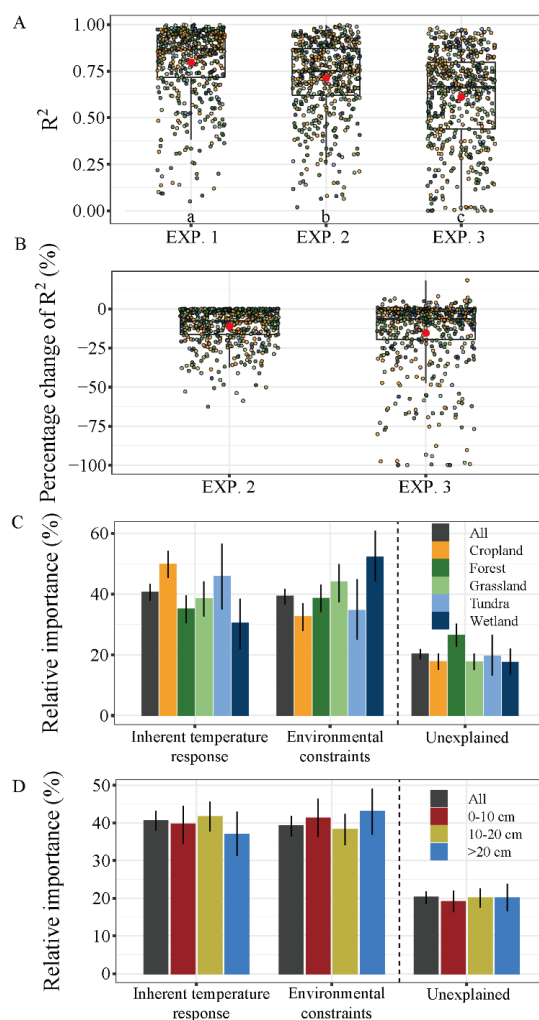 A
R²
1.00
0.75
0.50
0.25
0.00
a
b
c
EXP. 1
EXP. 2
EXP. 3
B
Percentage change of R² (%)
0
−25
−50
−75
−100
EXP. 2
EXP. 3
C
Relative importance (%)
60
40
20
0
All
Cropland
Forest
Grassland
Tundra
Wetland
Inherent temperature
response
Environmental
constraints
Unexplained
D
Relative importance (%)
50
40
30
20
10
0
All
0-10 cm
10-20 cm
>20 cm
Inherent temperature
response
Environmental
constraints
Unexplained